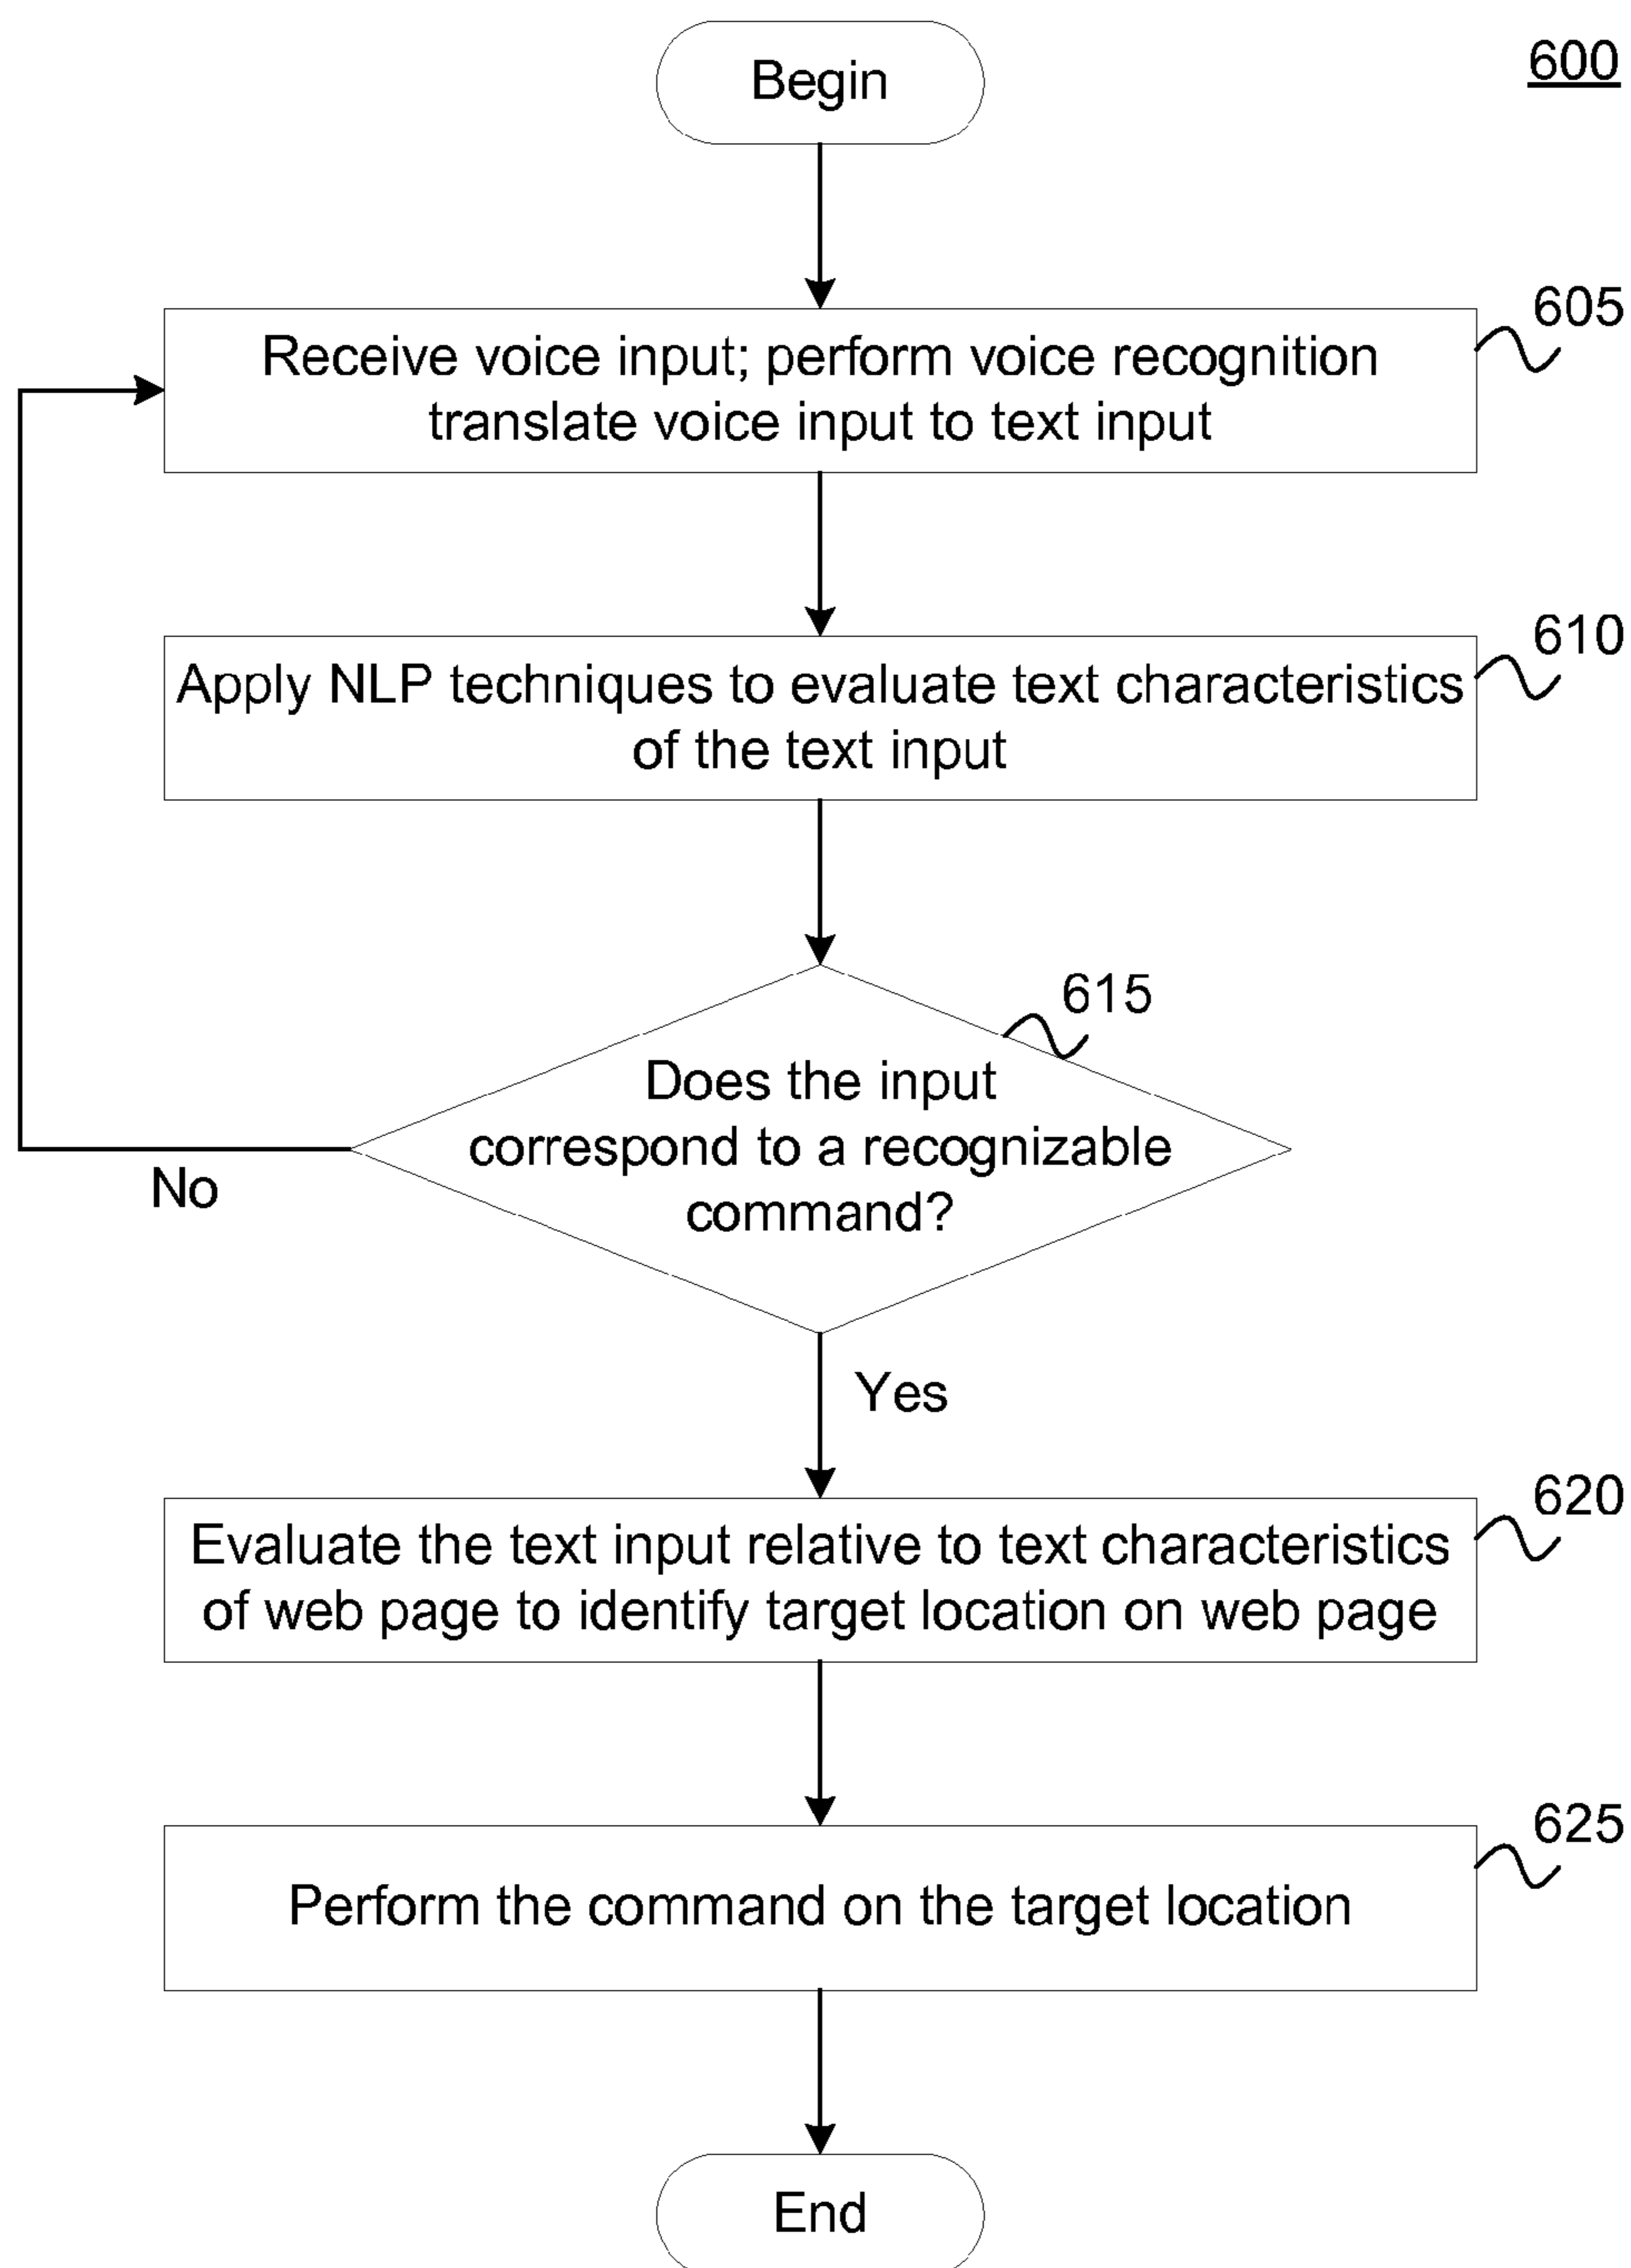 Begin
600
605
Receive voice input; perform voice recognition
translate voice input to text input
610
Apply NLP techniques to evaluate text characteristics
of the text input
615
Does the input
correspond to a recognizable
command?
No
Yes
620
Evaluate the text input relative to text characteristics
of web page to identify target location on web page
625
Perform the command on the target location
End